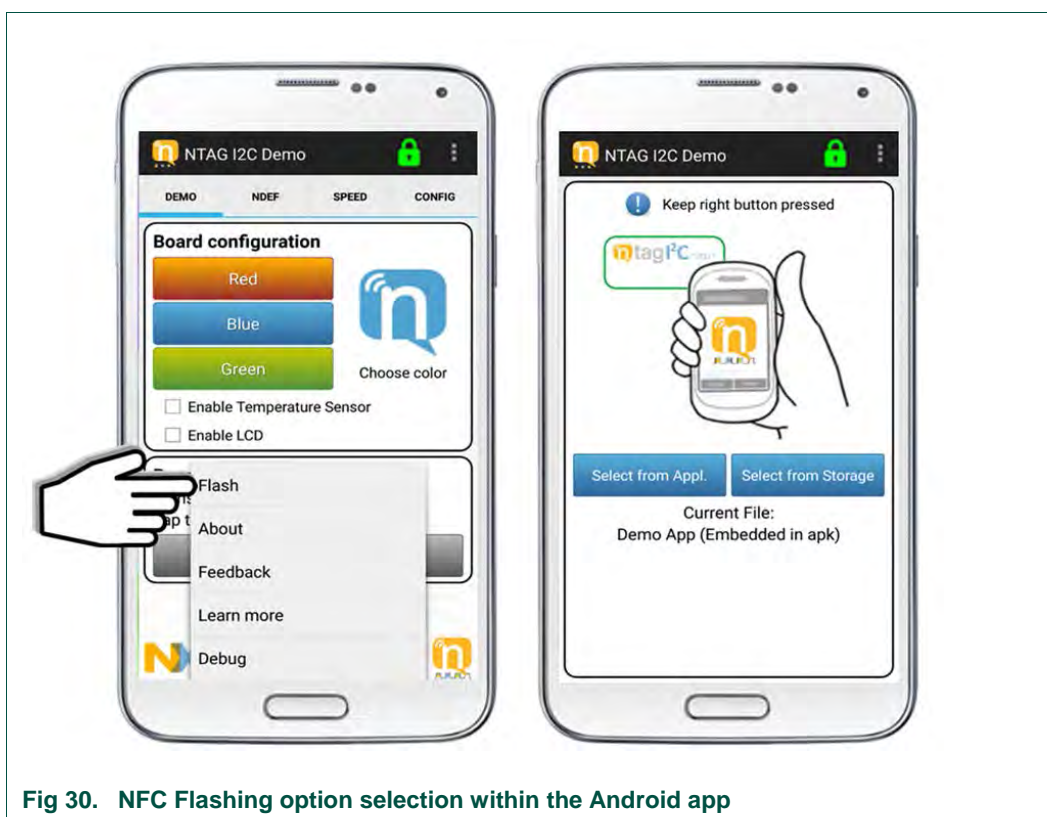 NTAG I2C Demo
DEMO NDEF SPEED CONFIG
Board configuration
Red
Blue
Green
Choose color
Enable Temperature Sensor
Enable LCD
Flash
About
Feedback
Learn more
Debug
NTAG I2C Demo
Keep right button pressed
ntag I²C
Select from Appl. Select from Storage
Current File:
Demo App (Embedded in apk)
Fig 30. NFC Flashing option selection within the Android app